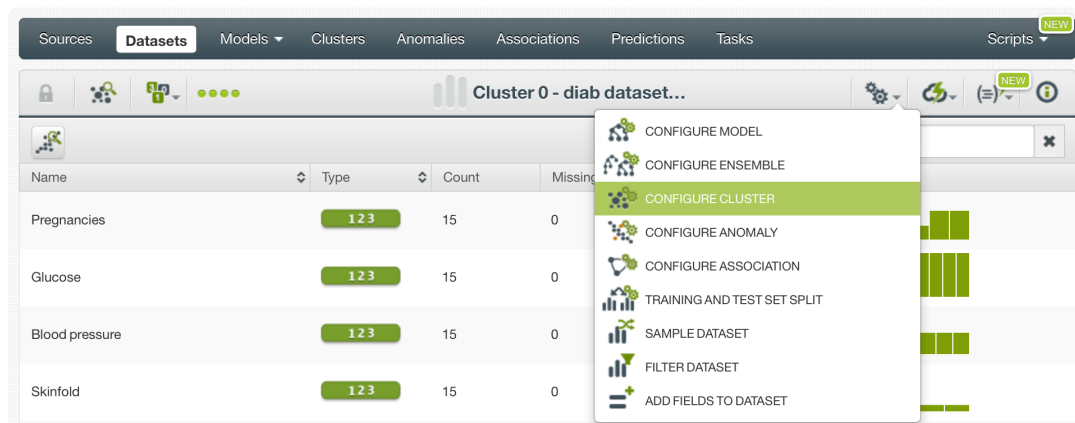 NEW
Sources Datasets Models Clusters Anomalies Associations Predictions Tasks Scripts
Cluster 0 - diab dataset... NEW
CONFIGURE MODEL
CONFIGURE ENSEMBLE
CONFIGURE CLUSTER
CONFIGURE ANOMALY
CONFIGURE ASSOCIATION
TRAINING AND TEST SET SPLIT
SAMPLE DATASET
FILTER DATASET
ADD FIELDS TO DATASET
Name Type Count Missing
Pregnancies 123 15 0
Glucose 123 15 0
Blood pressure 123 15 0
Skinfold 123 15 0